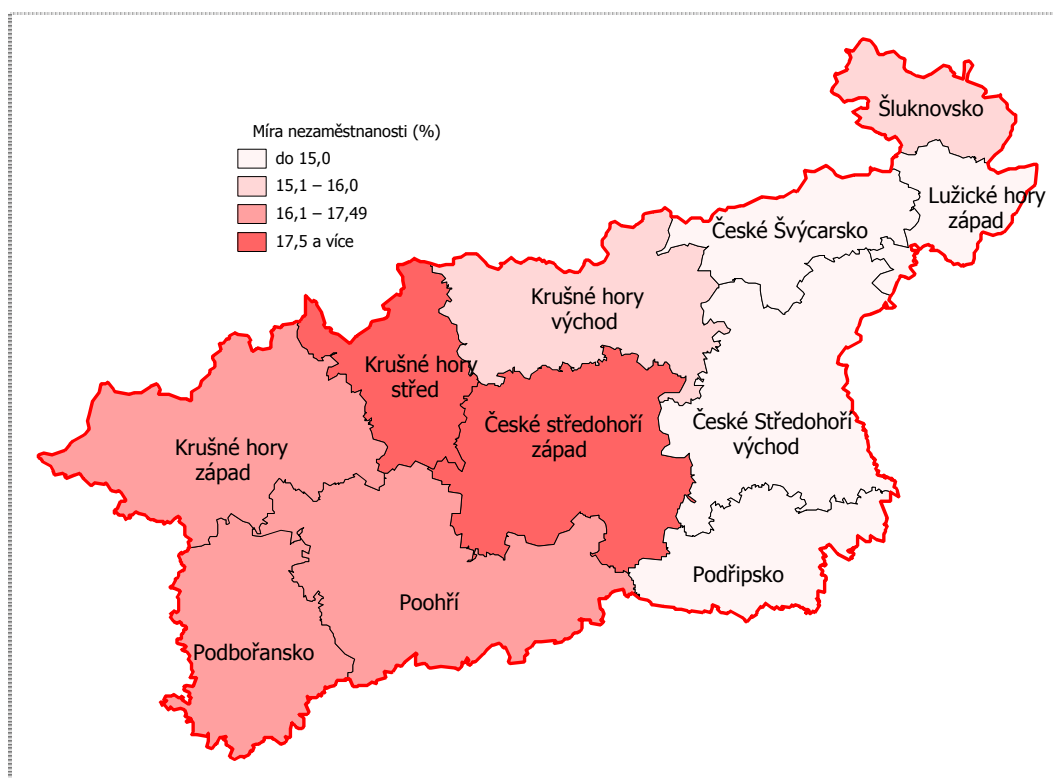 Míra nezaměstnanosti (%)
do 15,0
15,1 – 16,0
16,1 – 17,49
17,5 a více
Šluknovsko
Lužické hory
západ
České Švýcarsko
Krušné hory
východ
Krušné hory
střed
České středohoří
západ
České Středohoří
východ
Krušné hory
západ
Podřipsko
Poohří
Podbořansko